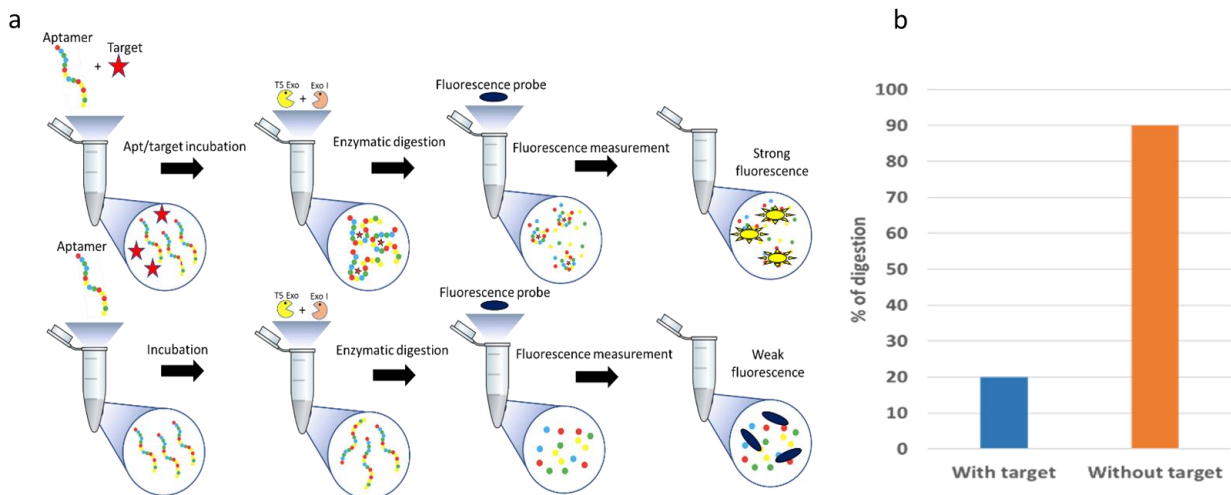 a
Aptamer
+
Target
Apt/target incubation
T5 Exo
+
Exo I
Enzymatic digestion
Fluorescence probe
Fluorescence measurement
Strong
fluorescence
Aptamer
Incubation
T5 Exo
+
Exo I
Enzymatic digestion
Fluorescence probe
Fluorescence measurement
Weak
fluorescence
b
% of digestion
100
90
80
70
60
50
40
30
20
10
0
With target
Without target